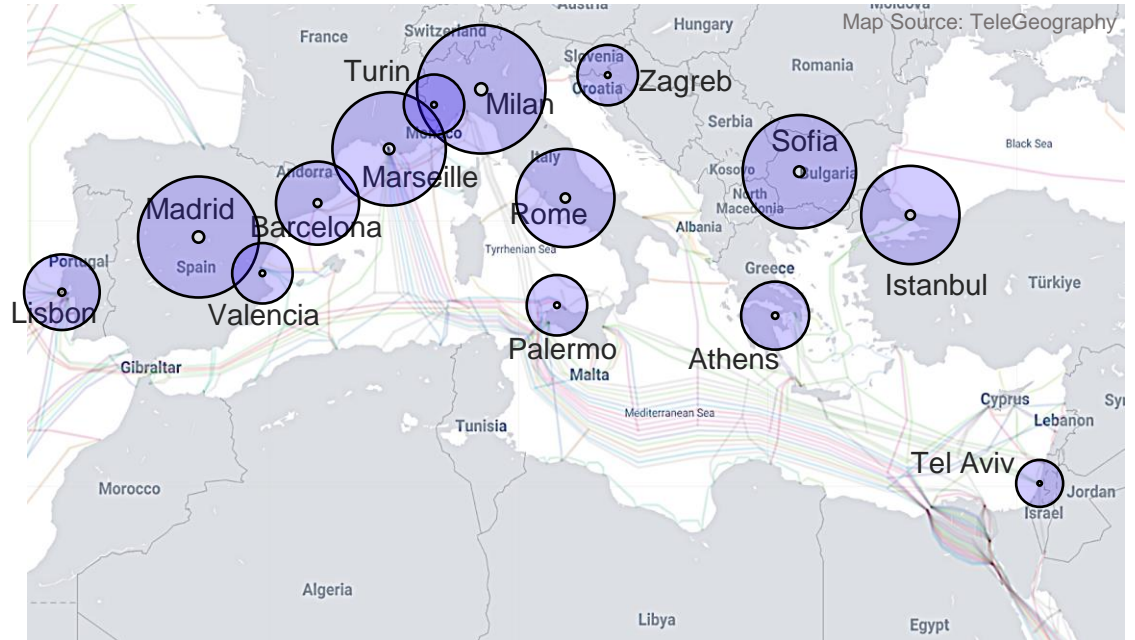 Austria
Moldova
Map Source: TeleGeography
Hungary
Switzerland
France
Slovenia
Romania
Turin
Zagreb
Croatia
Milan
Monaco
Serbia
Sofia
Black Sea
Italy
Andorra
Marseille
Kosovo
Bulgaria
North
Macedonia
Madrid
Rome
Barcelona
Albania
Tyrrhenian Sea
Portugal
Spain
Greece
Türkiye
Istanbul
Lisbon
Valencia
Palermo
Athens
Gibraltar
Malta
Cyprus
Sy
Mediterranean Sea
Lebanon
Tunisia
Tel Aviv
Morocco
Jordan
Israel
Algeria
Libya
Egypt